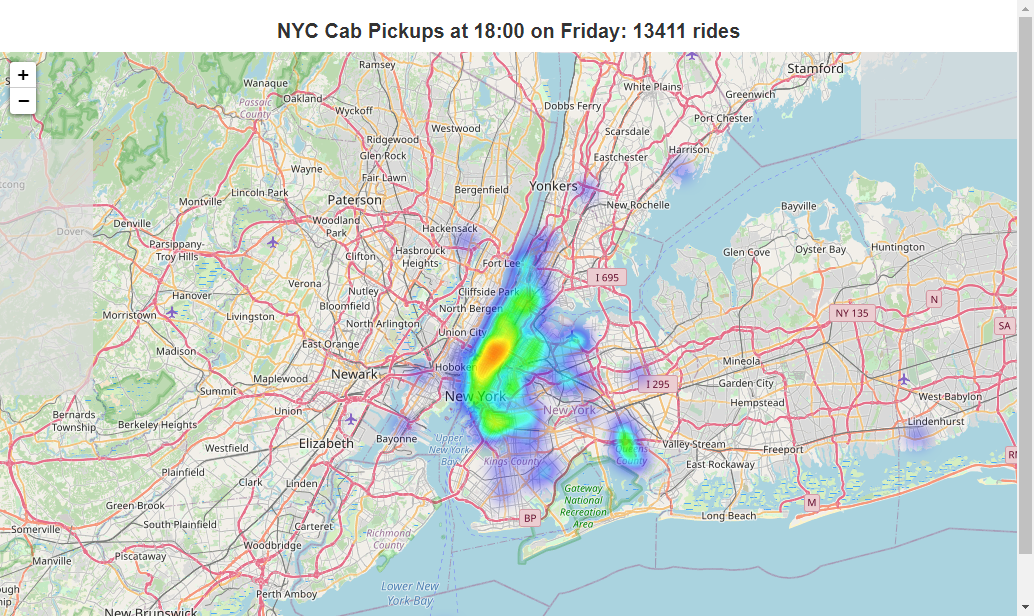 NYC Cab Pickups at 18:00 on Friday: 13411 rides
+
−
Ramsey
Stamford
Wanaque
White Plains
Greenwich
Oakland
Passaic
County
Wyckoff
Dobbs Ferry
Port Chester
Westwood
Scarsdale
Ridgewood
Glen Rock
Eastchester
Harrison
Wayne
Fair Lawn
Bergenfield
Yonkers
Lincoln Park
Paterson
New Rochelle
Montville
Bayville
Denville
Woodland
Park
Hackensack
Dover
Parsippany-
Troy Hills
Clifton
Hasbrouck
Heights
Fort Lee
Glen Cove
Oyster Bay
Huntington
I 695
Verona
Nutley
Cliffside Park
Hanover
Bloomfield
North Bergen
N
Morristown
Livingston
North Arlington
NY 135
Union City
SA
East Orange
Madison
Mineola
Newark
Hoboken
Maplewood
I 295
Garden City
Summit
New York
West Babylon
Bernards
Township
Union
New York
Hempstead
Berkeley Heights
Lindenhurst
Elizabeth
Bayonne
Upper
New York
Bay
Queens
County
Valley Stream
Freeport
Westfield
Kings County
East Rockaway
Plainfield
Clark
Linden
Gateway
National
Recreation
Area
Green Brook
M
South Plainfield
BP
Long Beach
Somerville
Carteret
Richmond
County
Woodbridge
Piscataway
Manville
Lower New
York Bay
Perth Amboy
New Brunswick